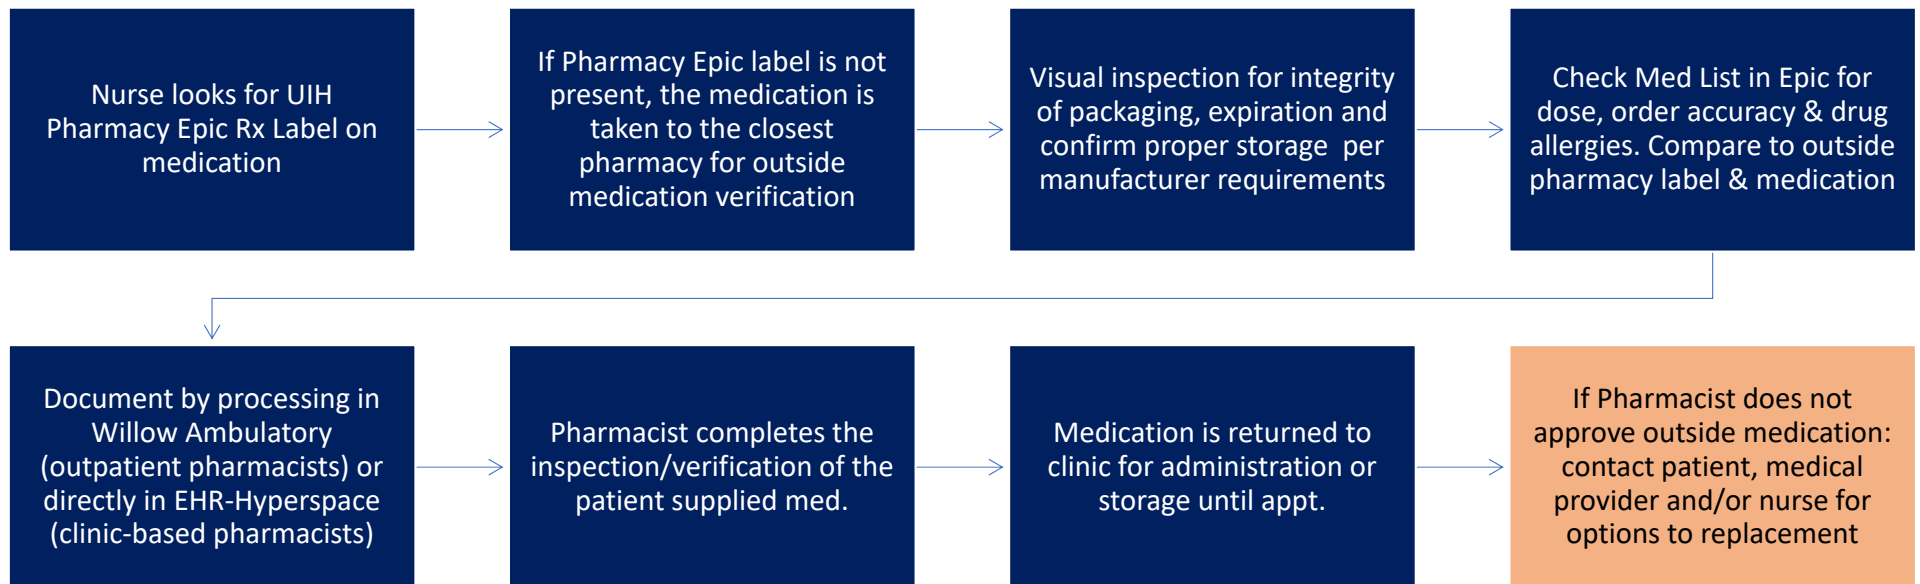 Nurse looks for UIH
Pharmacy Epic Rx Label on
medication
If Pharmacy Epic label is not
present, the medication is
taken to the closest
pharmacy for outside
medication verification
Visual inspection for integrity
of packaging, expiration and
confirm proper storage  per
manufacturer requirements
Check Med List in Epic for
dose, order accuracy & drug
allergies. Compare to outside
pharmacy label & medication
Document by processing in
Willow Ambulatory
(outpatient pharmacists) or
directly in EHR-Hyperspace
(clinic-based pharmacists)
Pharmacist completes the
inspection/verification of the
patient supplied med.
Medication is returned to
clinic for administration or
storage until appt.
If Pharmacist does not
approve outside medication:
contact patient, medical
provider and/or nurse for
options to replacement